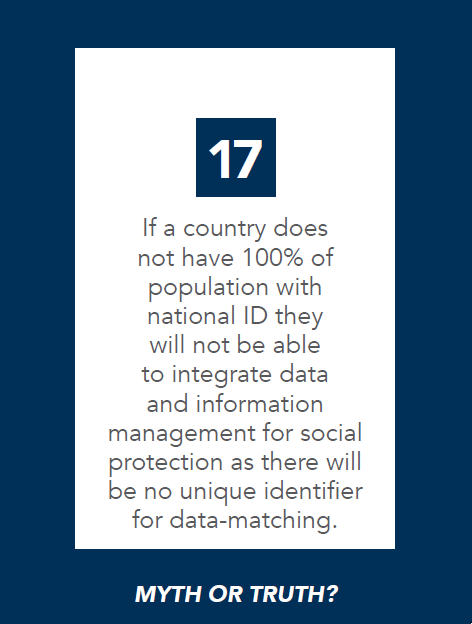 17
If a country does
not have 100% of
population with
national ID they
will not be able
to integrate data
and information
management for social
protection as there will
be no unique identifier
for data-matching.
MYTH OR TRUTH?